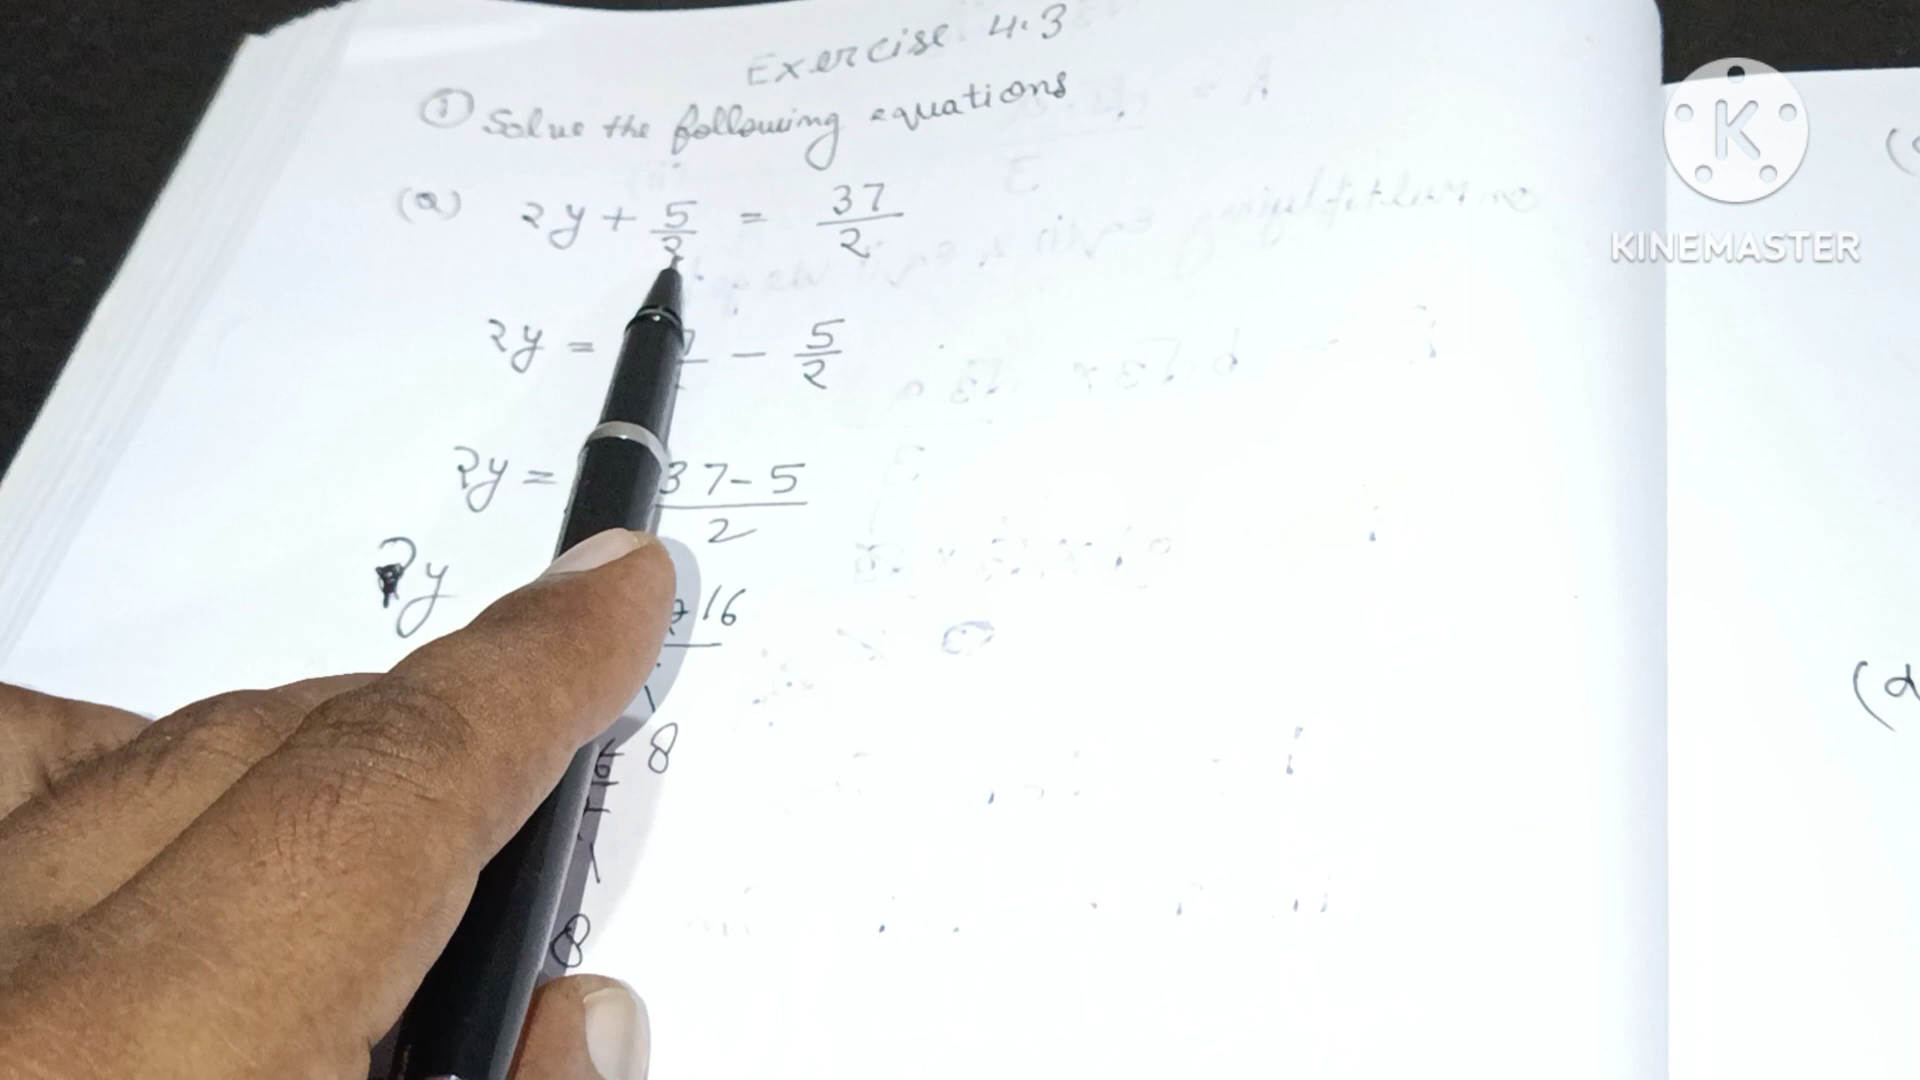 Exercise 4.3
① Solve the following equations
(a) 2y + 5/2 = 37/2
2y = - 5/2
2y = 37-5/2
2y 16
8
8
(d
K
KINEMASTER